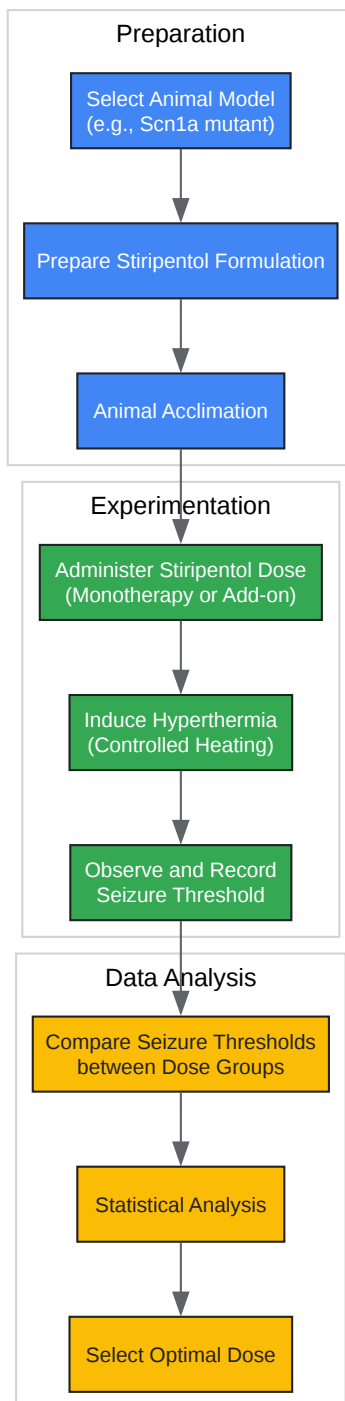 Preparation
Select Animal Model
(e.g., Scn1a mutant)
Prepare Stiripentol Formulation
Animal Acclimation
Experimentation
Administer Stiripentol Dose
(Monotherapy or Add-on)
Induce Hyperthermia
(Controlled Heating)
Observe and Record
Seizure Threshold
Data Analysis
Compare Seizure Thresholds
between Dose Groups
Statistical Analysis
Select Optimal Dose